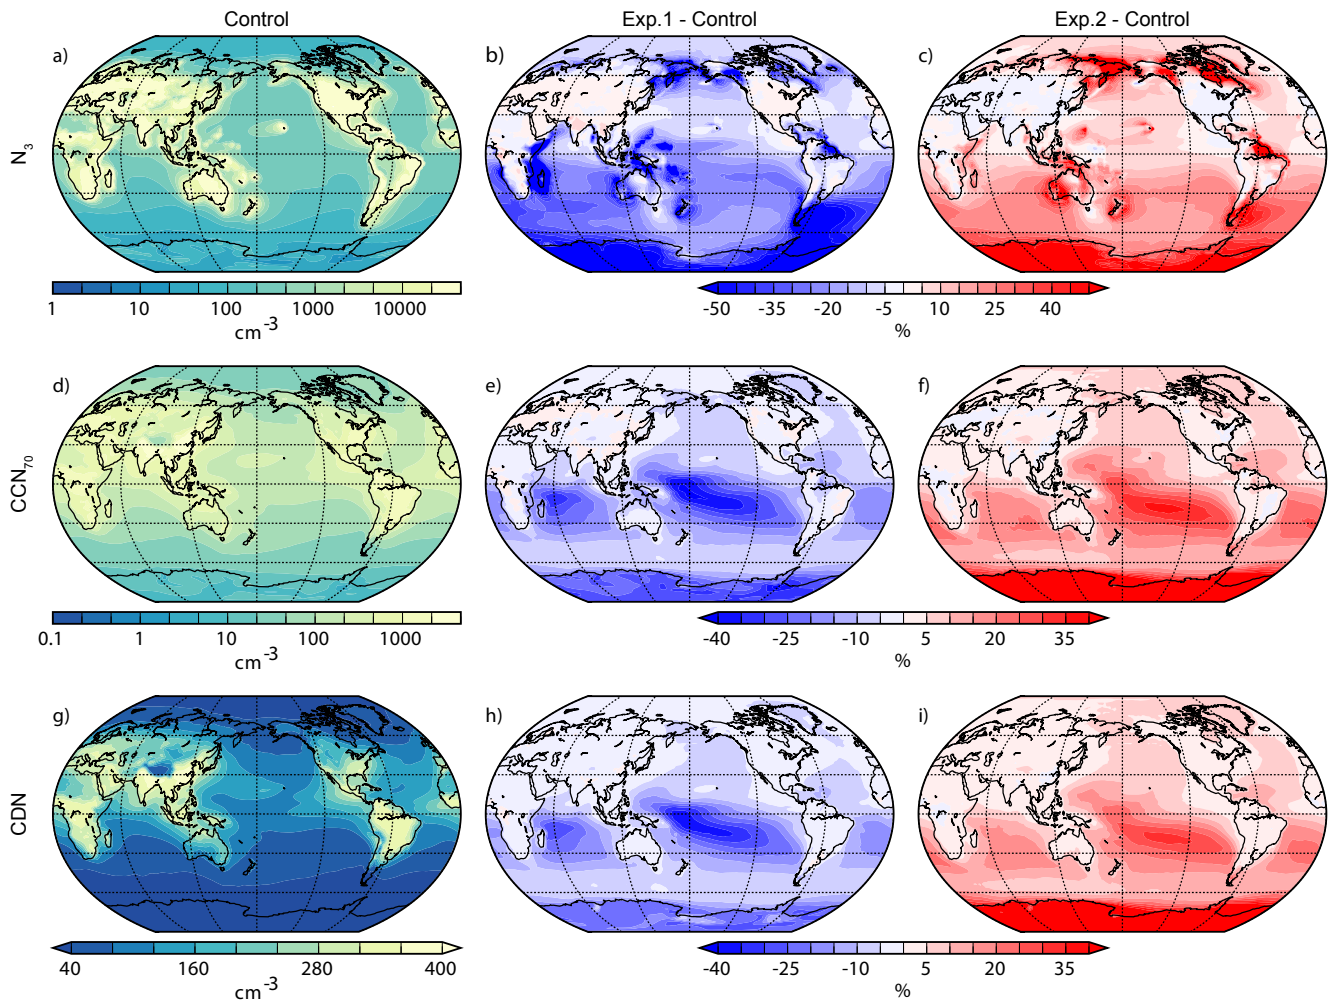 Control
Exp.1 - Control
Exp.2 - Control
a)
b)
c)
N3
1 10 100 1000 10000
cm-3
-50 -35 -20 -5 10 25 40
%
d)
e)
f)
CCN70
0.1 1 10 100 1000
cm-3
-40 -25 -10 5 20 35
%
g)
h)
i)
CDN
40 160 280 400
cm-3
-40 -25 -10 5 20 35
%